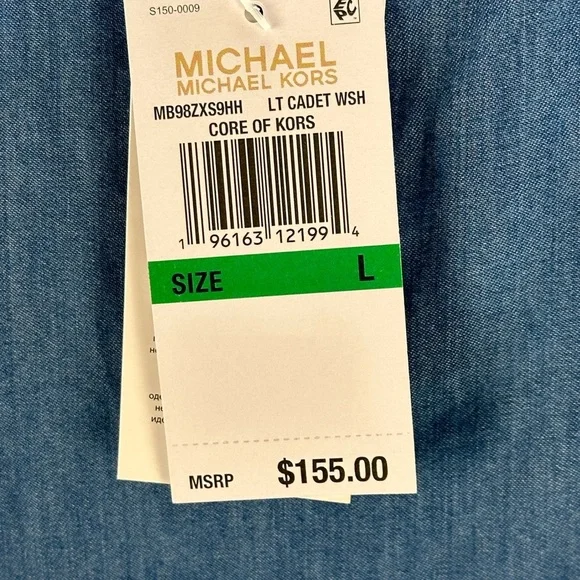 S150-0009
EPC
MICHAEL
MICHAEL KORS
MB98ZXS9HH LT CADET WSH
CORE OF KORS
1 96163 12199 4
SIZE L
MSRP $155.00